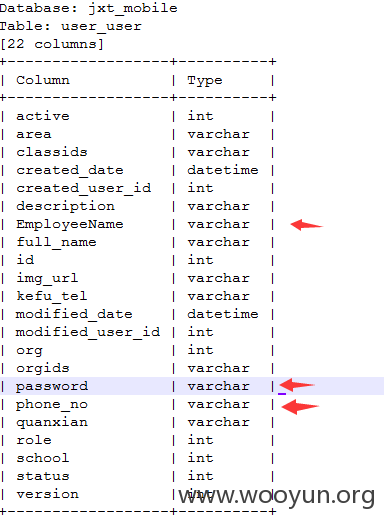 Database: jxt_mobile
Table: user_user
[22 columns]
+------------------+----------+
| Column           | Type     |
+------------------+----------+
| active           | int      |
| area             | varchar  |
| classids         | varchar  |
| created_date     | datetime |
| created_user_id  | int      |
| description      | varchar  |
| EmployeeName     | varchar  |
| full_name        | varchar  |
| id               | int      |
| img_url          | varchar  |
| kefu_tel         | varchar  |
| modified_date    | datetime |
| modified_user_id | int      |
| org              | int      |
| orgids           | varchar  |
| password         | varchar  |
| phone_no         | varchar  |
| quanxian         | varchar  |
| role             | int      |
| school           | int      |
| status           | int      |
| version          | int      |
+------------------+----------+
www.wooyun.org